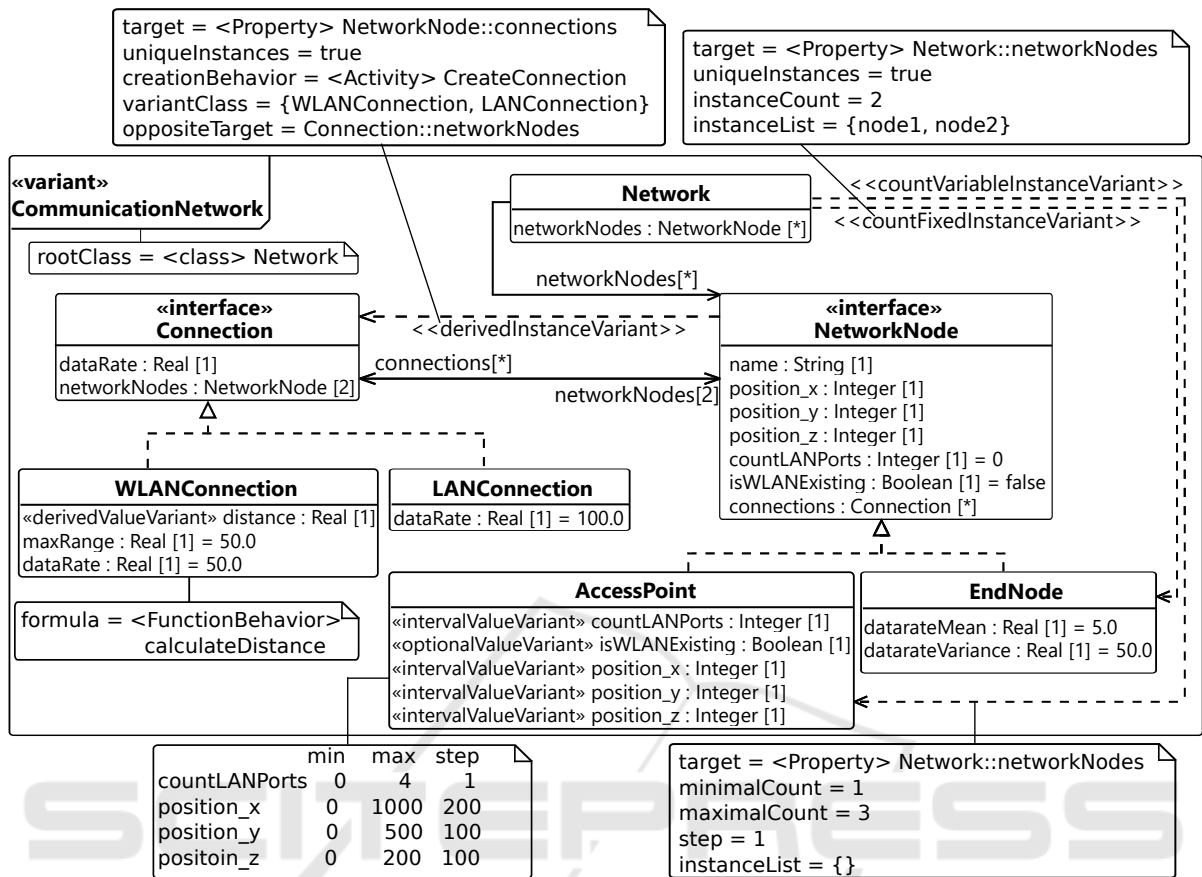 target = <Property> NetworkNode::connections
uniqueInstances = true
creationBehavior = <Activity> CreateConnection
variantClass = {WLANConnection, LANConnection}
oppositeTarget = Connection::networkNodes
target = <Property> Network::networkNodes
uniqueInstances = true
instanceCount = 2
instanceList = {node1, node2}
«variant»
CommunicationNetwork
rootClass = <class> Network
Network
networkNodes : NetworkNode [*]
<<countVariableInstanceVariant>>
<<countFixedInstanceVariant>>
networkNodes[*]
«interface»
Connection
dataRate : Real [1]
networkNodes : NetworkNode [2]
<<derivedInstanceVariant>>
connections[*]
networkNodes[2]
«interface»
NetworkNode
name : String [1]
position_x : Integer [1]
position_y : Integer [1]
position_z : Integer [1]
countLANPorts : Integer [1] = 0
isWLANExisting : Boolean [1] = false
connections : Connection [*]
WLANConnection
«derivedValueVariant» distance : Real [1]
maxRange : Real [1] = 50.0
dataRate : Real [1] = 50.0
LANConnection
dataRate : Real [1] = 100.0
formula = <FunctionBehavior>
calculateDistance
AccessPoint
«intervalValueVariant» countLANPorts : Integer [1]
«optionalValueVariant» isWLANExisting : Boolean [1]
«intervalValueVariant» position_x : Integer [1]
«intervalValueVariant» position_y : Integer [1]
«intervalValueVariant» position_z : Integer [1]
EndNode
datarateMean : Real [1] = 5.0
datarateVariance : Real [1] = 50.0
min max step
countLANPorts 0 4 1
position_x 0 1000 200
position_y 0 500 100
positoin_z 0 200 100
target = <Property> Network::networkNodes
minimalCount = 1
maximalCount = 3
step = 1
instanceList = {}
SCITEPRESS